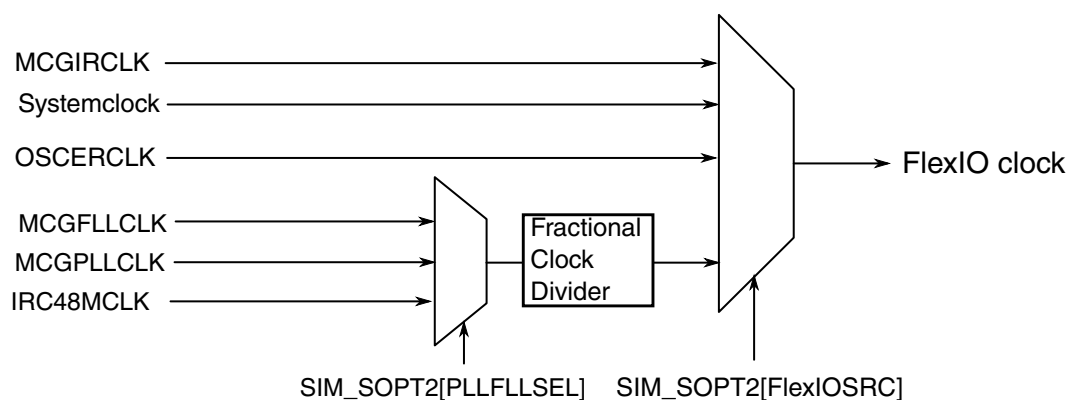 MCGIRCLK
Systemclock
OSCERCLK
FlexIO clock
MCGFLLCLK
MCGPLLCLK
IRC48MCLK
Fractional
Clock
Divider
SIM_SOPT2[PLLFLLSEL]
SIM_SOPT2[FlexIOSRC]